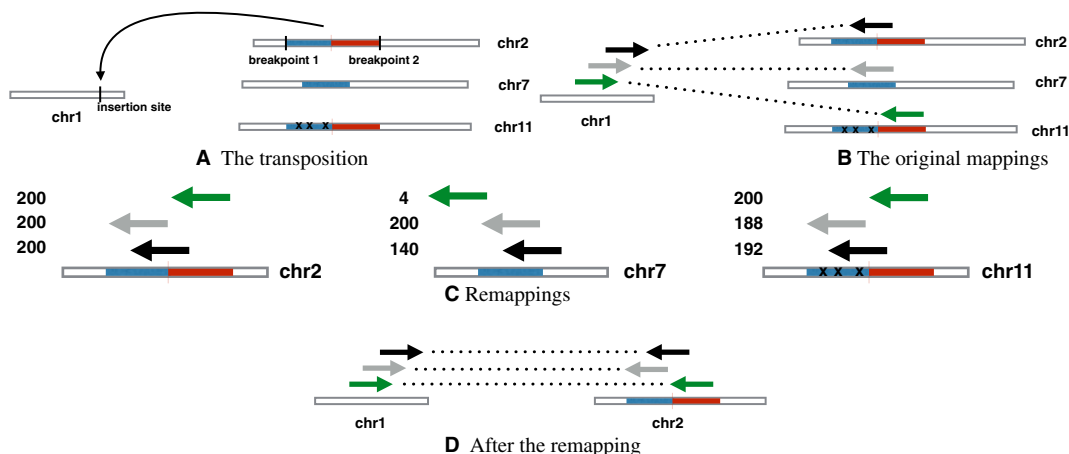 chr2
breakpoint 1 breakpoint 2
chr7
insertion site
chr1
x x x
chr11
A The transposition
chr2
chr7
chr1
x x x
chr11
B The original mappings
200
200
200
chr2
4
200
140
chr7
200
188
192
x x x
chr11
C Remappings
chr1
chr2
D After the remapping